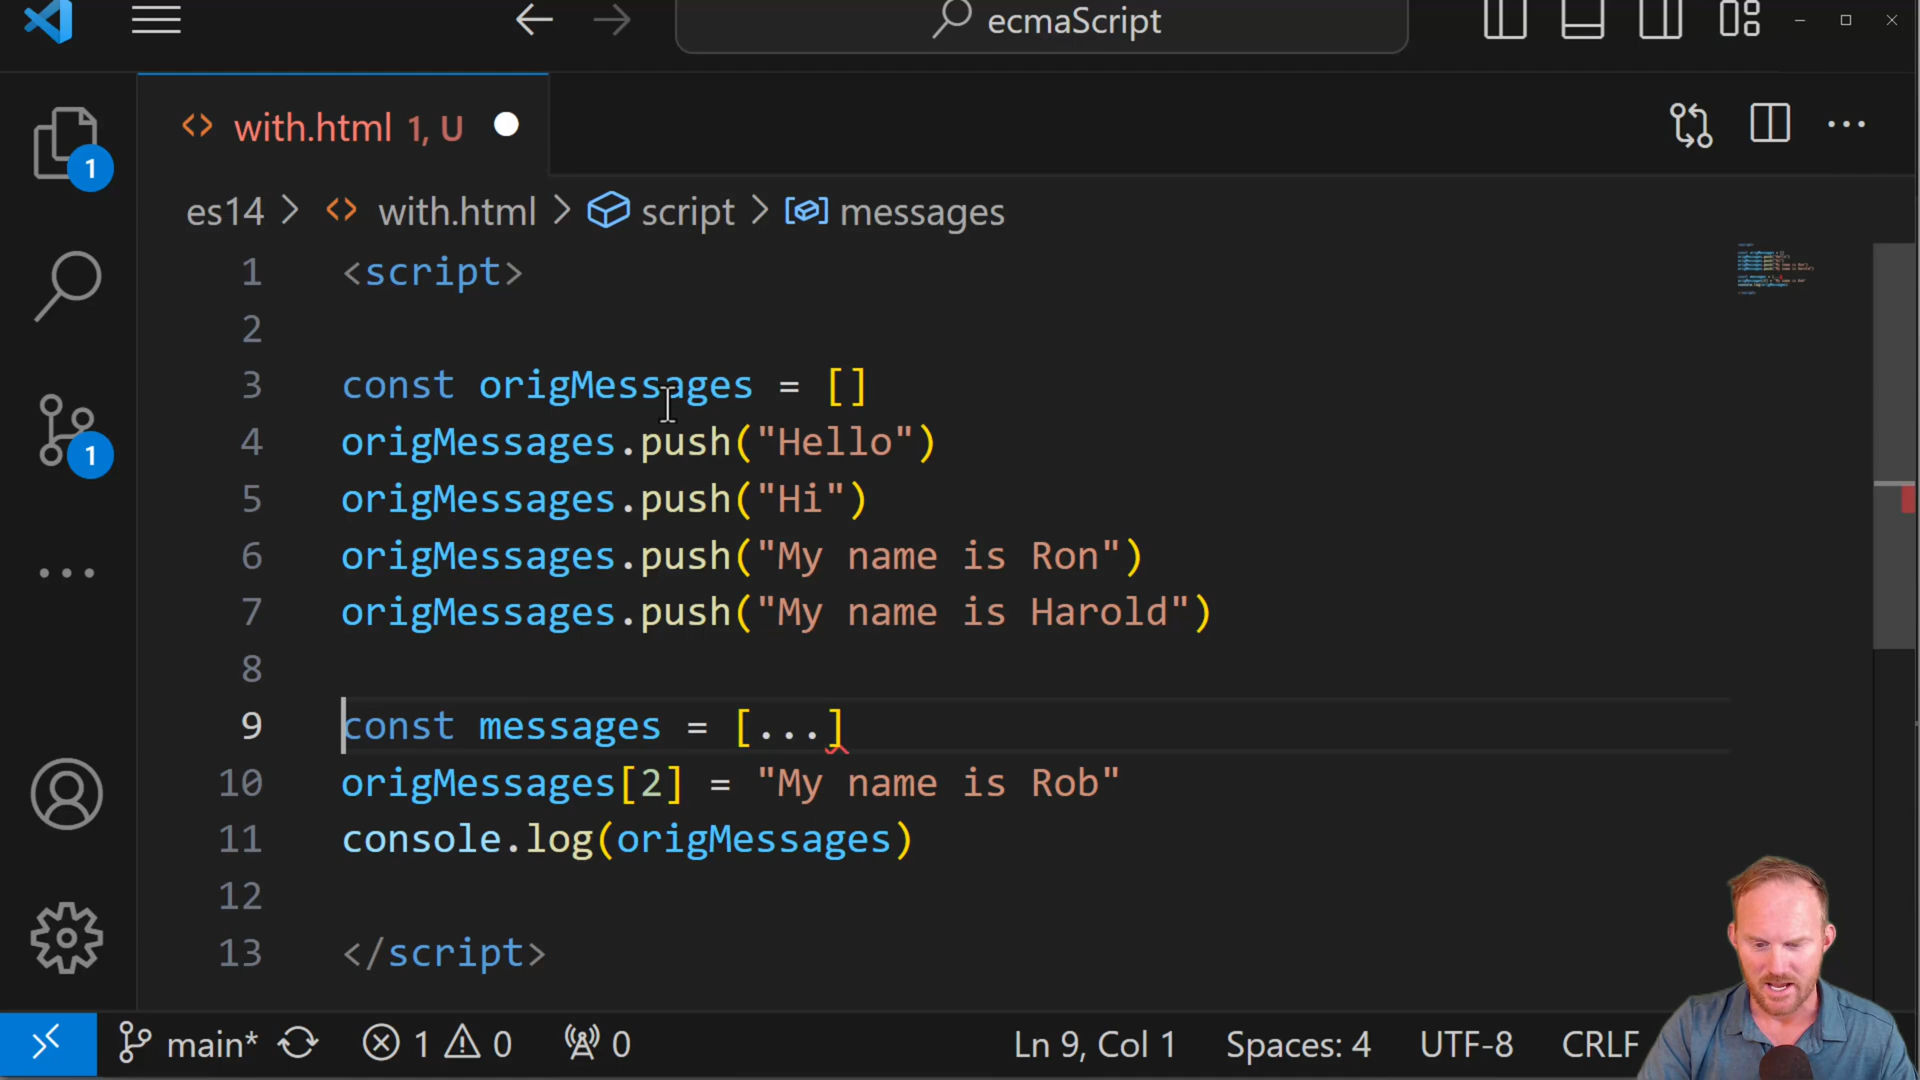 ecmaScript
with.html 1, U
es14 > with.html > script > messages
1 <script>
2
3 const origMessages = []
4 origMessages.push("Hello")
5 origMessages.push("Hi")
6 origMessages.push("My name is Ron")
7 origMessages.push("My name is Harold")
8
9 const messages = [...]
10 origMessages[2] = "My name is Rob"
11 console.log(origMessages)
12
13 </script>
1
1
main* 1 0 0 Ln 9, Col 1 Spaces: 4 UTF-8 CRLF